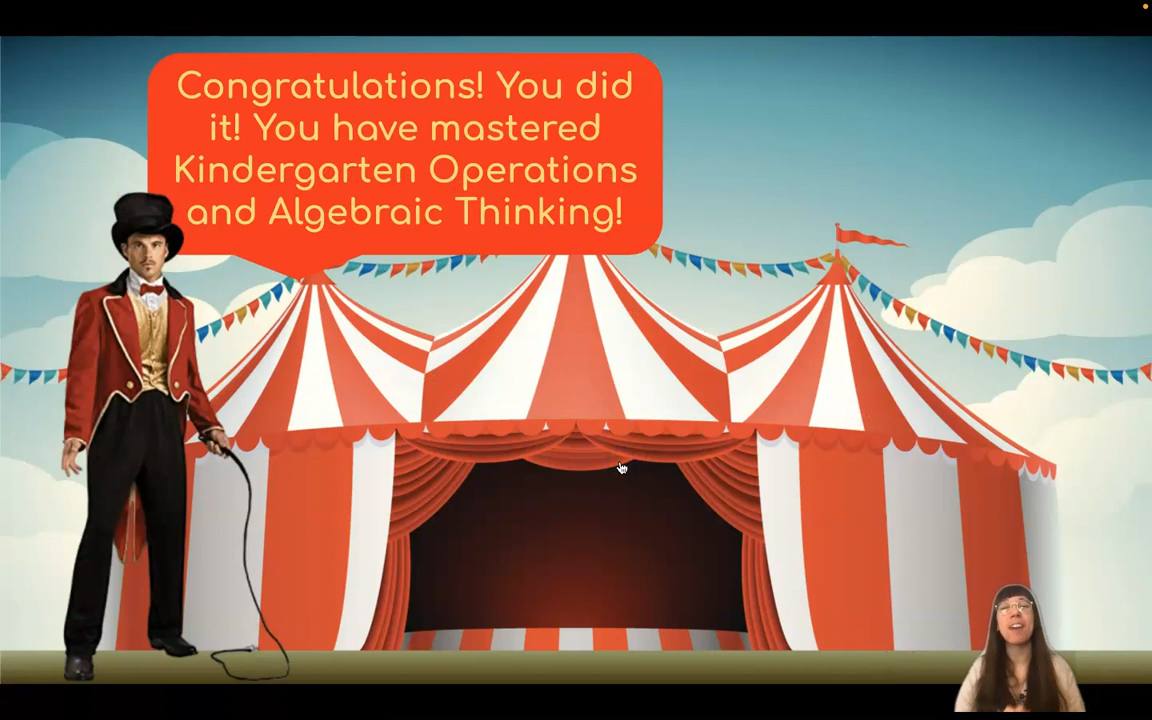 Congratulations! You did
it! You have mastered
Kindergarten Operations
and Algebraic Thinking!